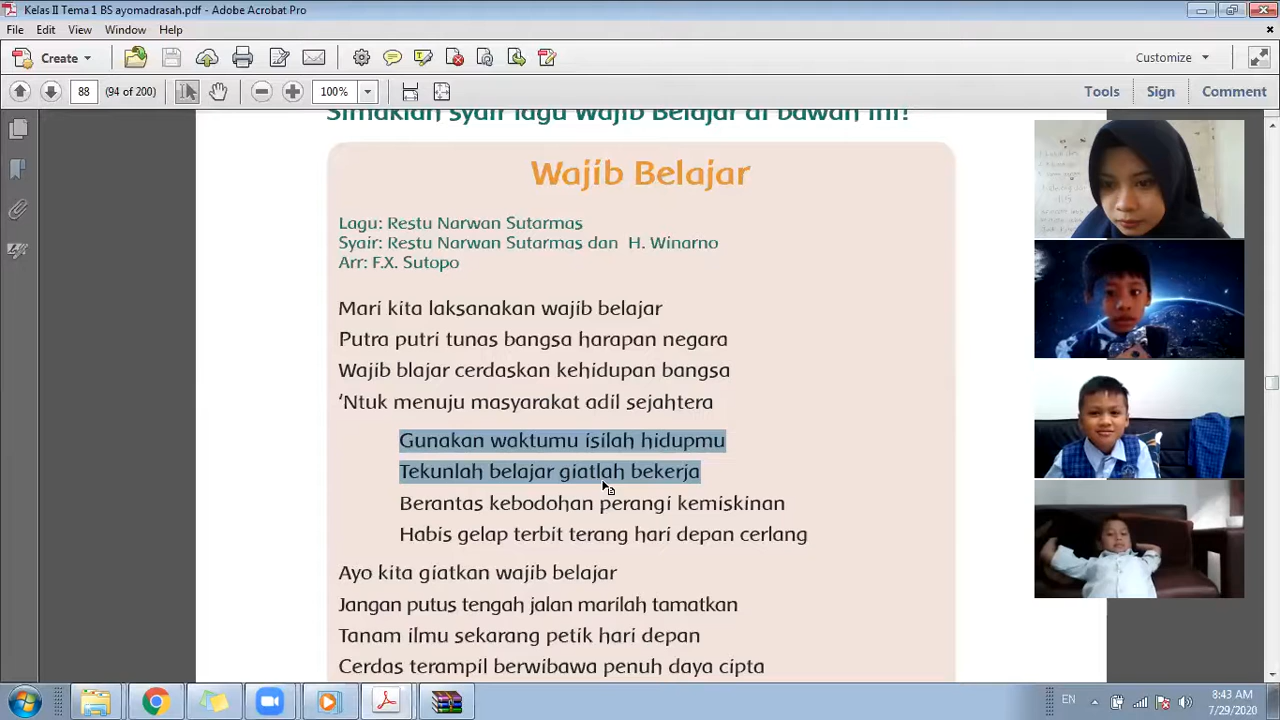 Kelas II Tema 1 BS ayomadrasah.pdf - Adobe Acrobat Pro
File Edit View Window Help
Create Customize
88 (94 of 200) 100% Tools Sign Comment
Simaklah syair lagu Wajib Belajar di bawah ini!
Wajib Belajar
Lagu: Restu Narwan Sutarmas
Syair: Restu Narwan Sutarmas dan H. Winarno
Arr: F.X. Sutopo
Mari kita laksanakan wajib belajar
Putra putri tunas bangsa harapan negara
Wajib blajar cerdaskan kehidupan bangsa
‘Ntuk menuju masyarakat adil sejahtera
Gunakan waktumu isilah hidupmu
Tekunlah belajar giatlah bekerja
Berantas kebodohan perangi kemiskinan
Habis gelap terbit terang hari depan cerlang
Ayo kita giatkan wajib belajar
Jangan putus tengah jalan marilah tamatkan
Tanam ilmu sekarang petik hari depan
Cerdas terampil berwibawa penuh daya cipta
EN 8:43 AM
7/29/2020